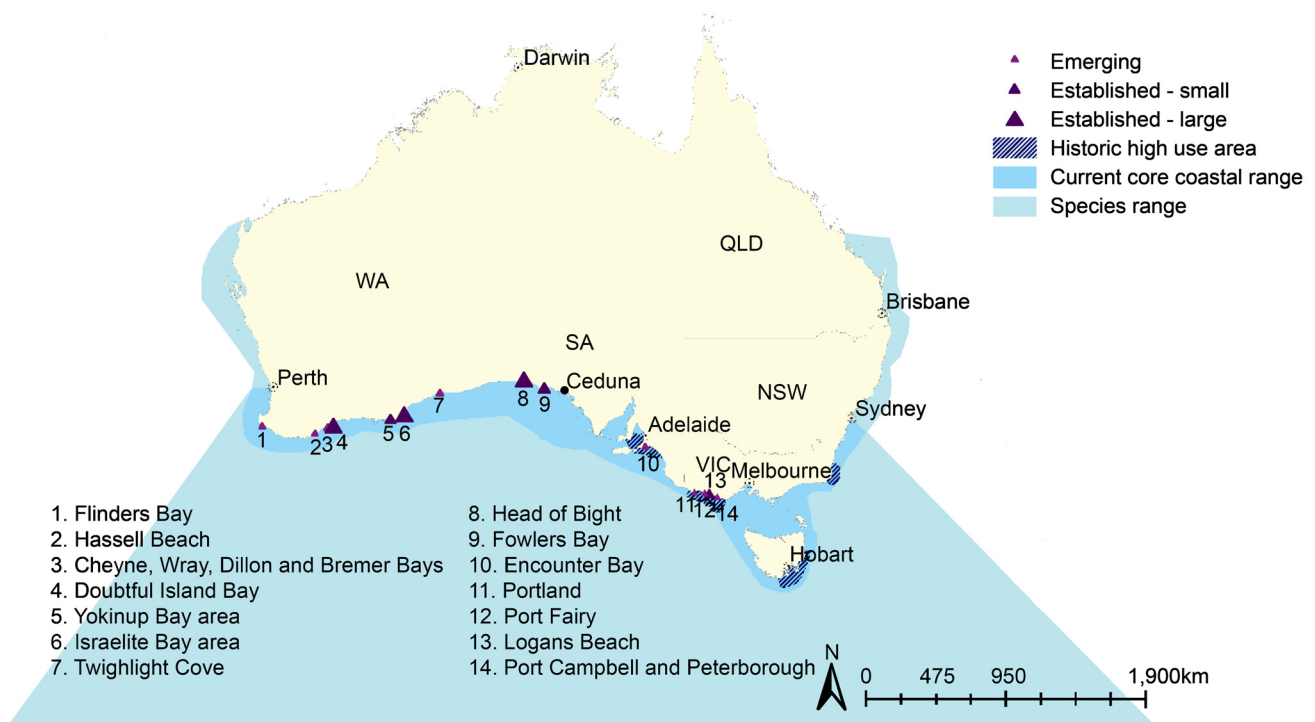 Darwin
Emerging
Established - small
Established - large
Historic high use area
Current core coastal range
Species range
QLD
WA
Brisbane
SA
Perth
Ceduna
NSW
8
9
7
Sydney
Adelaide
1
2
3
4
5
6
10
VIC
Melbourne
13
11
12
14
Hobart
1. Flinders Bay
2. Hassell Beach
3. Cheyne, Wray, Dillon and Bremer Bays
4. Doubtful Island Bay
5. Yokinup Bay area
6. Israelite Bay area
7. Twighlight Cove
8. Head of Bight
9. Fowlers Bay
10. Encounter Bay
11. Portland
12. Port Fairy
13. Logans Beach
14. Port Campbell and Peterborough
N
0 475 950 1,900km